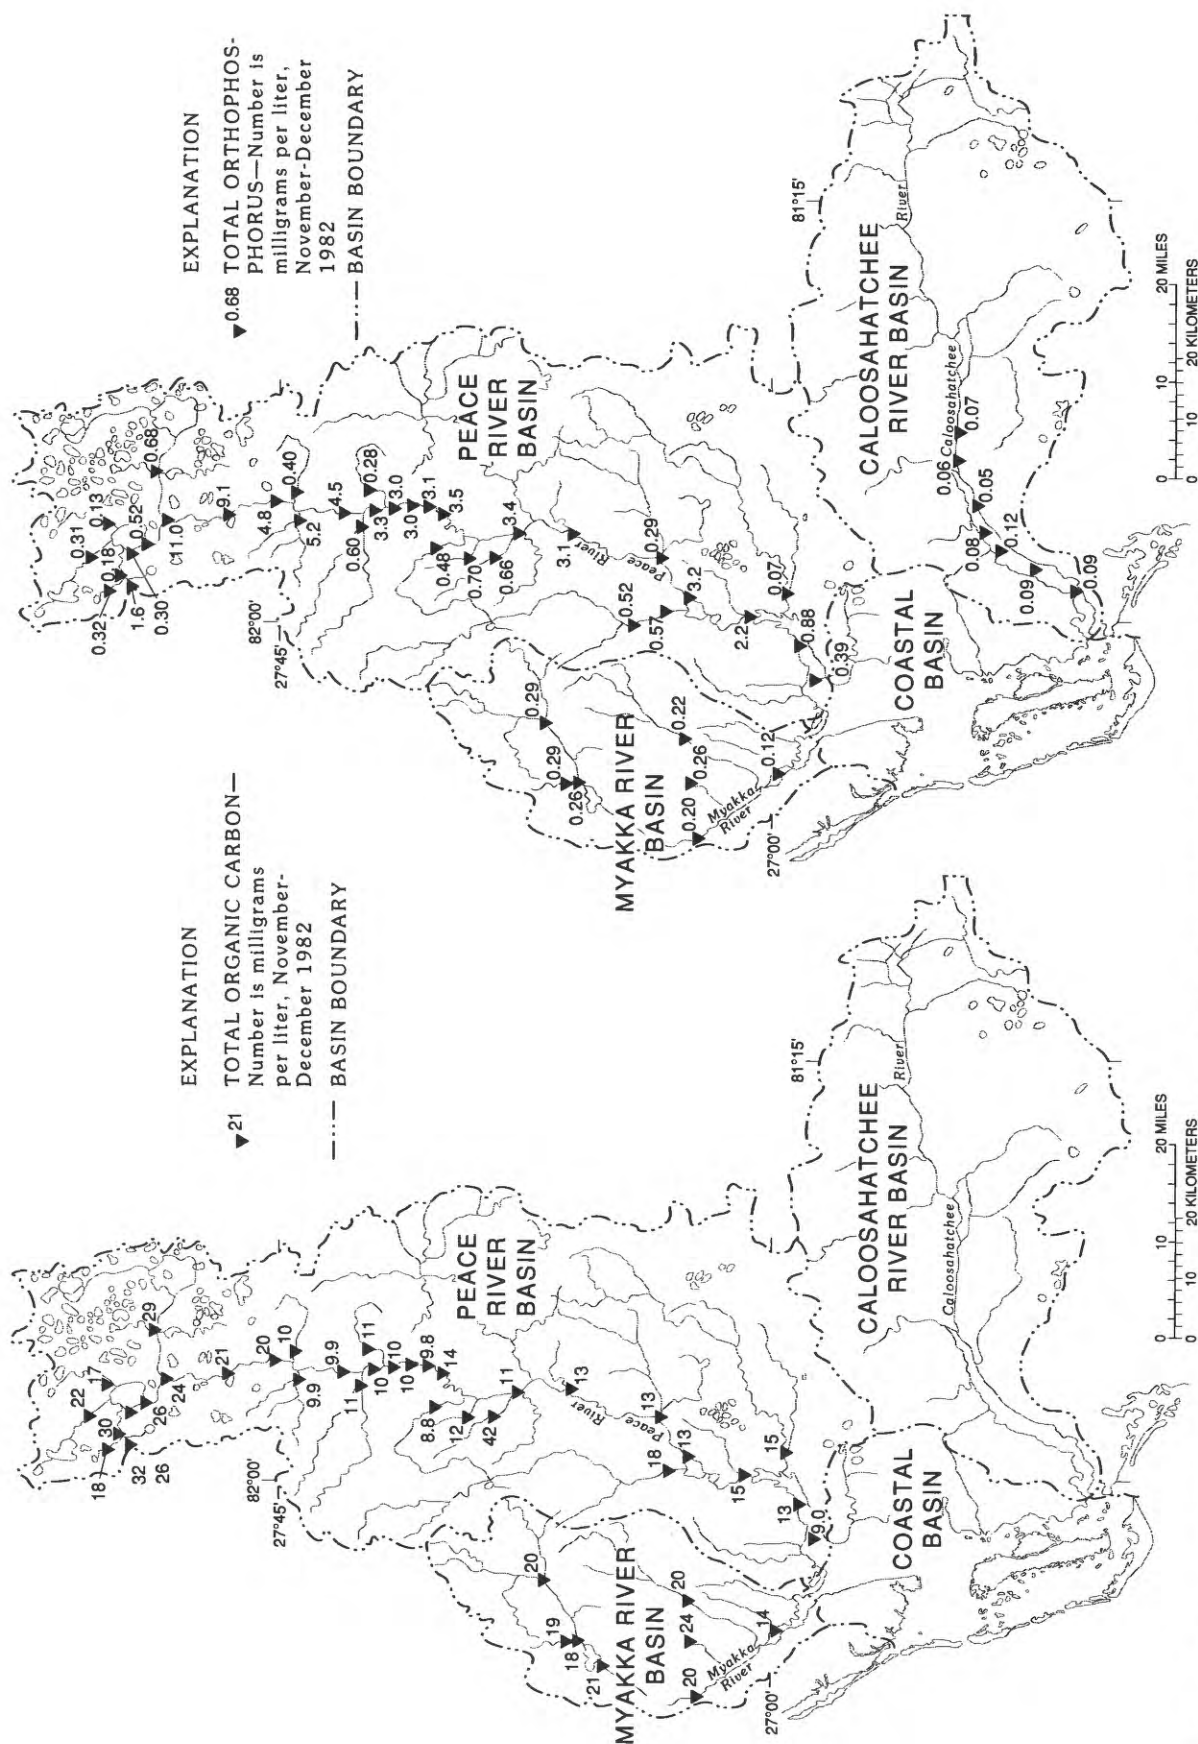 EXPLANATION
▼0.68 TOTAL ORTHOPHOS-
PHORUS—Number is
milligrams per liter,
November-December
1982
BASIN BOUNDARY
0.31
0.13
0.18
0.32
1.6
0.30
0.52
0.68
C11.0
9.1
4.8
0.40
5.2
4.5
0.60
0.28
3.3
3.0
3.0
3.1
3.5
0.48
0.70
0.66
3.4
3.1
0.29
0.52
0.57
3.2
2.2
0.07
0.88
0.39
0.29
0.29
0.26
0.22
0.26
0.20
0.12
0.06
0.07
0.05
0.08
0.12
0.09
0.09
82°00'
27°45'
27°00'
81°15'
PEACE
RIVER
BASIN
Peace
River
MYAKKA RIVER
BASIN
Myakka
River
CALOOSAHATCHEE
RIVER BASIN
Caloosahatchee
River
COASTAL
BASIN
0 10 20 MILES
0 10 20 KILOMETERS
EXPLANATION
▼21 TOTAL ORGANIC CARBON—
Number is milligrams
per liter, November-
December 1982
BASIN BOUNDARY
22
17
18
30
32
26
26
29
24
21
20
10
9.9
9.9
11
11
10
10
10
9.8
14
8.8
12
42
11
13
13
18
13
15
15
13
9.0
20
19
18
21
20
24
20
14
82°00'
27°45'
27°00'
81°15'
PEACE
RIVER
BASIN
Peace
River
MYAKKA RIVER
BASIN
Myakka
River
CALOOSAHATCHEE
RIVER BASIN
Caloosahatchee
River
COASTAL
BASIN
0 10 20 MILES
0 10 20 KILOMETERS